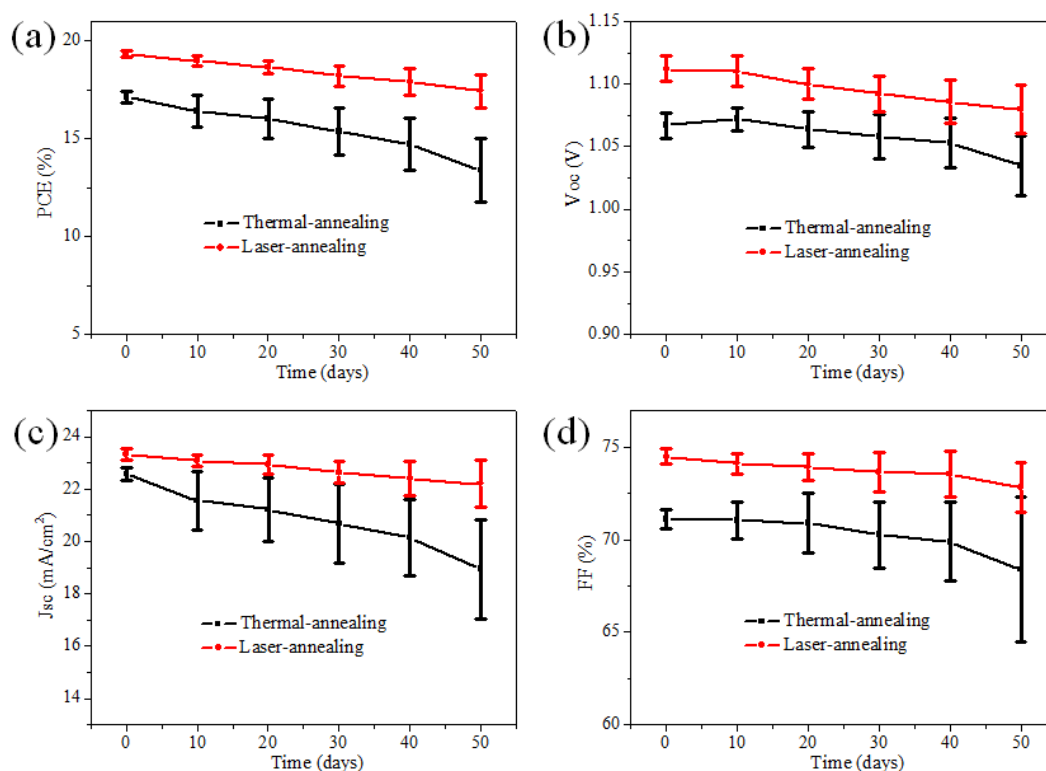 (a)
20
15
10
5
PCE (%)
Thermal-annealing
Laser-annealing
0 10 20 30 40 50
Time (days)
(b)
1.15
1.10
1.05
1.00
0.95
0.90
Voc (V)
Thermal-annealing
Laser-annealing
0 10 20 30 40 50
Time (days)
(c)
24
22
20
18
16
14
Jsc (mA/cm²)
Thermal-annealing
Laser-annealing
0 10 20 30 40 50
Time (days)
(d)
75
70
65
60
FF (%)
Thermal-annealing
Laser-annealing
0 10 20 30 40 50
Time (days)